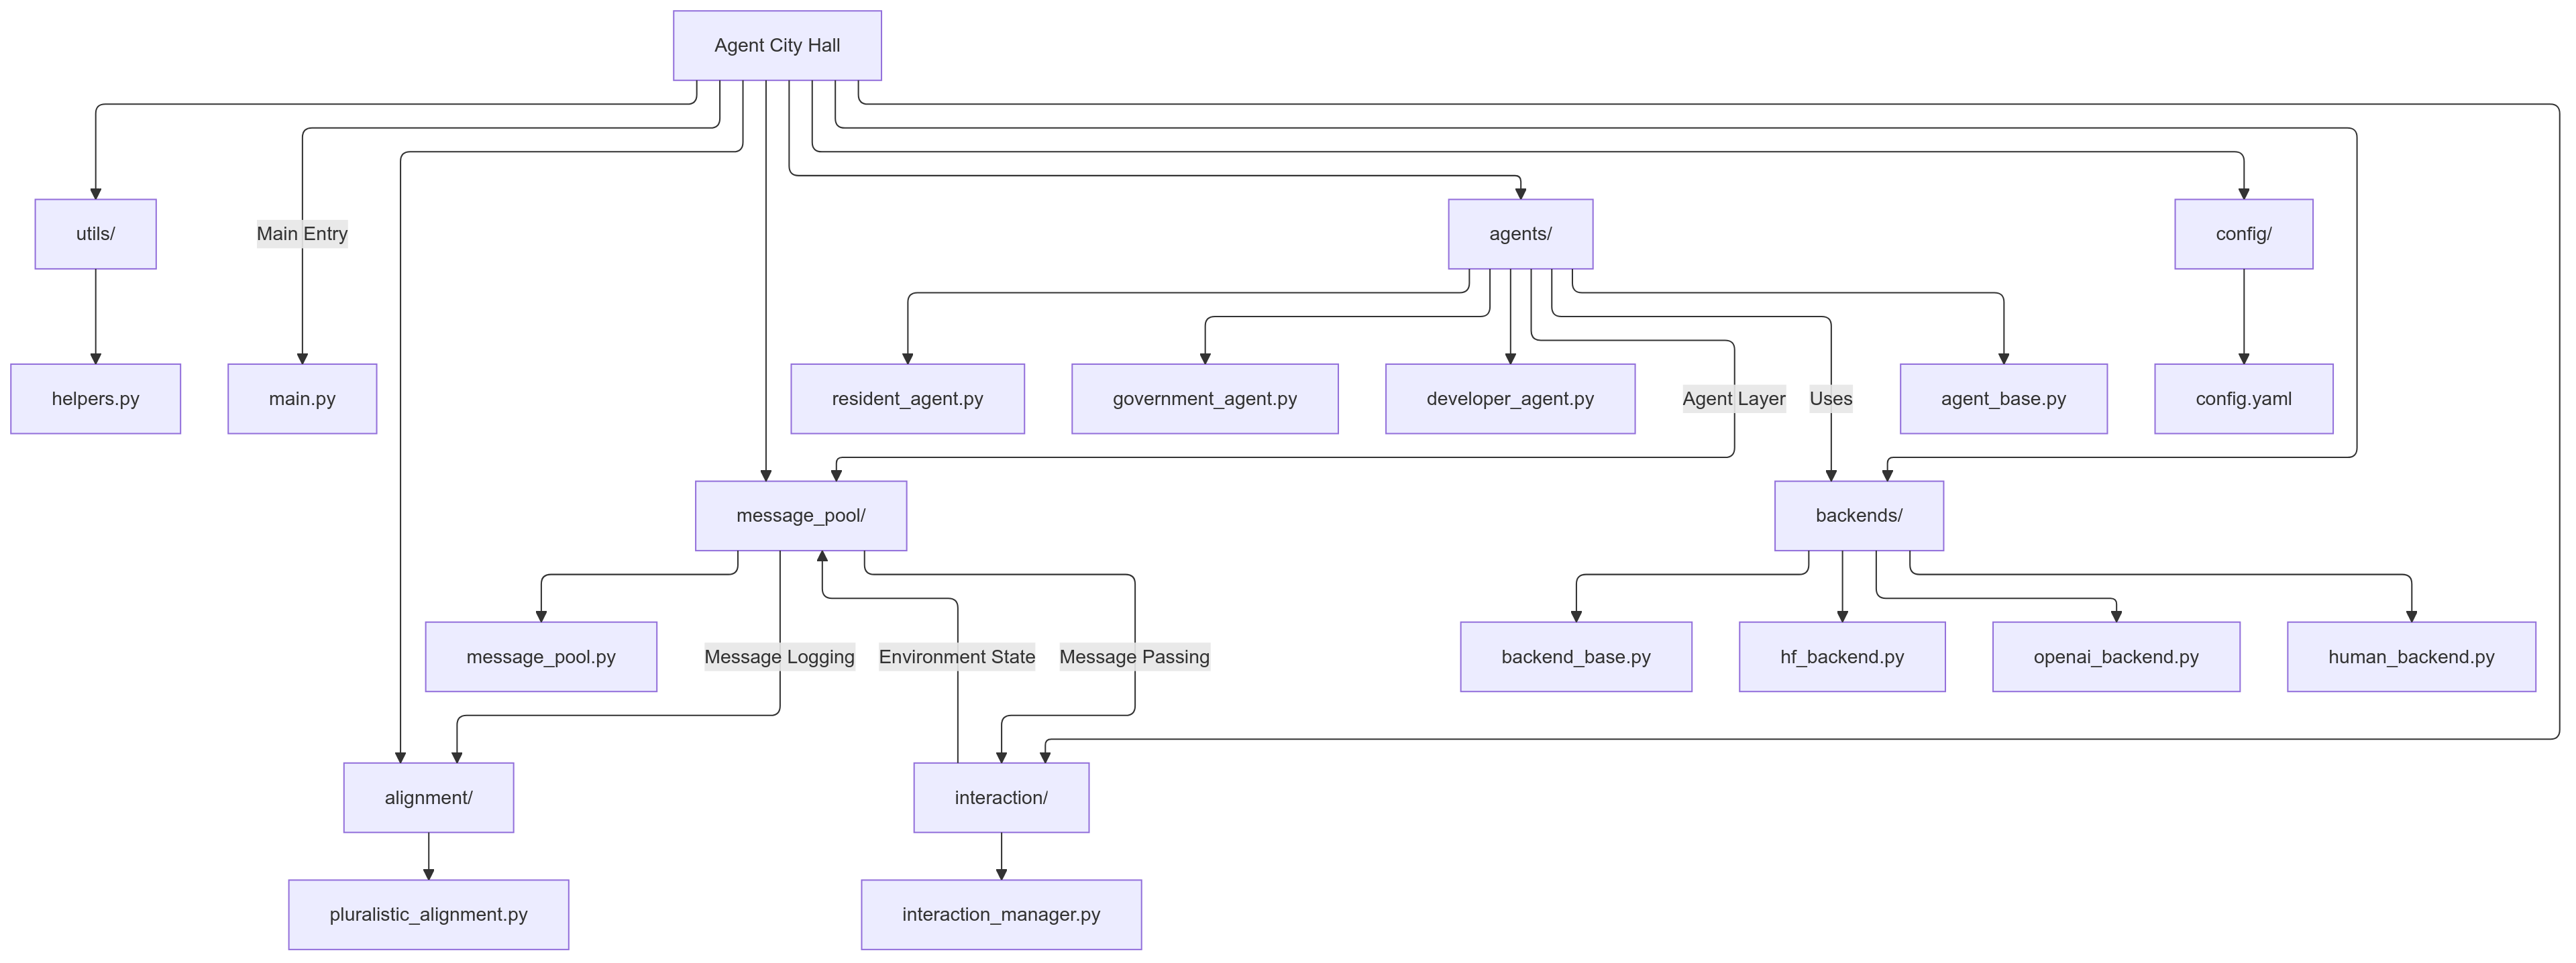 Agent City Hall
utils/
Main Entry
agents/
config/
helpers.py
main.py
resident_agent.py
government_agent.py
developer_agent.py
Agent Layer
Uses
agent_base.py
config.yaml
message_pool/
backends/
message_pool.py
Message Logging
Environment State
Message Passing
backend_base.py
hf_backend.py
openai_backend.py
human_backend.py
alignment/
interaction/
pluralistic_alignment.py
interaction_manager.py